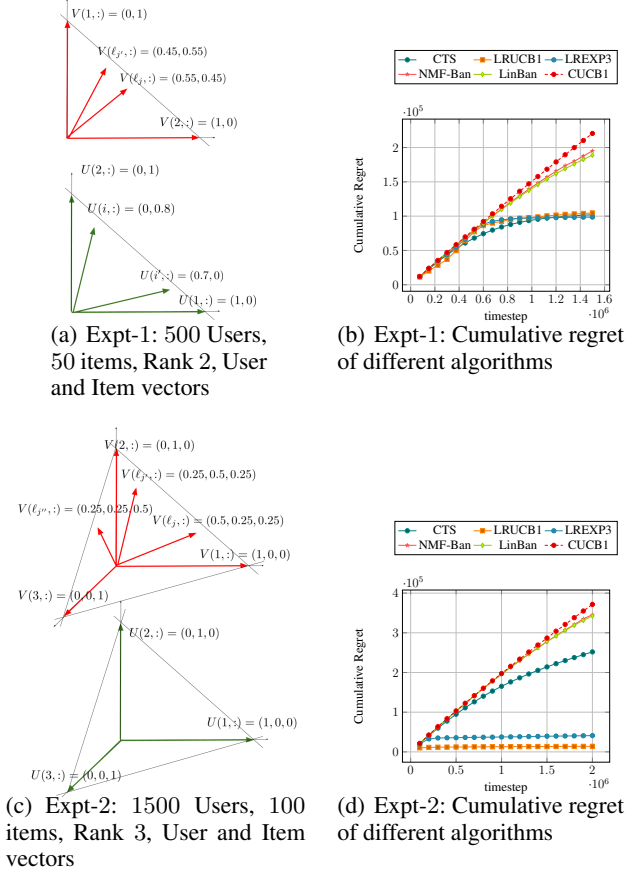 V(1,:) = (0,1)
V(ℓj′,:) = (0.45,0.55)
V(ℓj,:) = (0.55,0.45)
V(2,:) = (1,0)
U(2,:) = (0,1)
U(i,:) = (0,0.8)
U(i′,:) = (0.7,0)
U(1,:) = (1,0)
(a) Expt-1: 500 Users,
50 items, Rank 2, User
and Item vectors
CTS LRUCB1 LREXP3
NMF-Ban LinBan CUCB1
·10^5
Cumulative Regret
2
1.5
1
0.5
0
0 0.2 0.4 0.6 0.8 1 1.2 1.4 1.6
timestep
·10^6
(b) Expt-1: Cumulative regret
of different algorithms
V(2,:) = (0,1,0)
V(ℓj′,:) = (0.25,0.5,0.25)
V(ℓj″,:) = (0.25,0.25,0.5)
V(ℓj,:) = (0.5,0.25,0.25)
V(1,:) = (1,0,0)
V(3,:) = (0,0,1)
U(2,:) = (0,1,0)
U(1,:) = (1,0,0)
U(3,:) = (0,0,1)
(c) Expt-2: 1500 Users, 100
items, Rank 3, User and Item
vectors
CTS LRUCB1 LREXP3
NMF-Ban LinBan CUCB1
·10^5
Cumulative Regret
4
3
2
1
0
0.5 1 1.5 2
timestep
·10^6
(d) Expt-2: Cumulative regret
of different algorithms